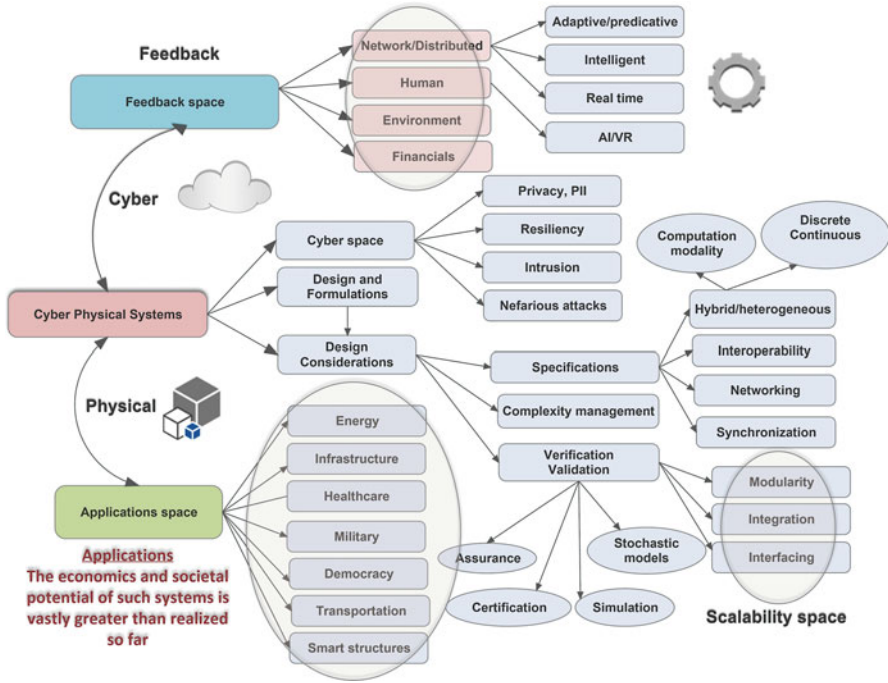 Feedback
Feedback space
Network/Distributed
Human
Environment
Financials
Adaptive/predicative
Intelligent
Real time
AI/VR
Cyber
Cyber Physical Systems
Cyber space
Design and
Formulations
Design
Considerations
Privacy, PII
Resiliency
Intrusion
Nefarious attacks
Computation
modality
Discrete
Continuous
Hybrid/heterogeneous
Interoperability
Networking
Synchronization
Specifications
Complexity management
Verification
Validation
Modularity
Integration
Interfacing
Scalability space
Assurance
Certification
Simulation
Stochastic
models
Physical
Applications space
Energy
Infrastructure
Healthcare
Military
Democracy
Transportation
Smart structures
Applications
The economics and societal
potential of such systems is
vastly greater than realized
so far